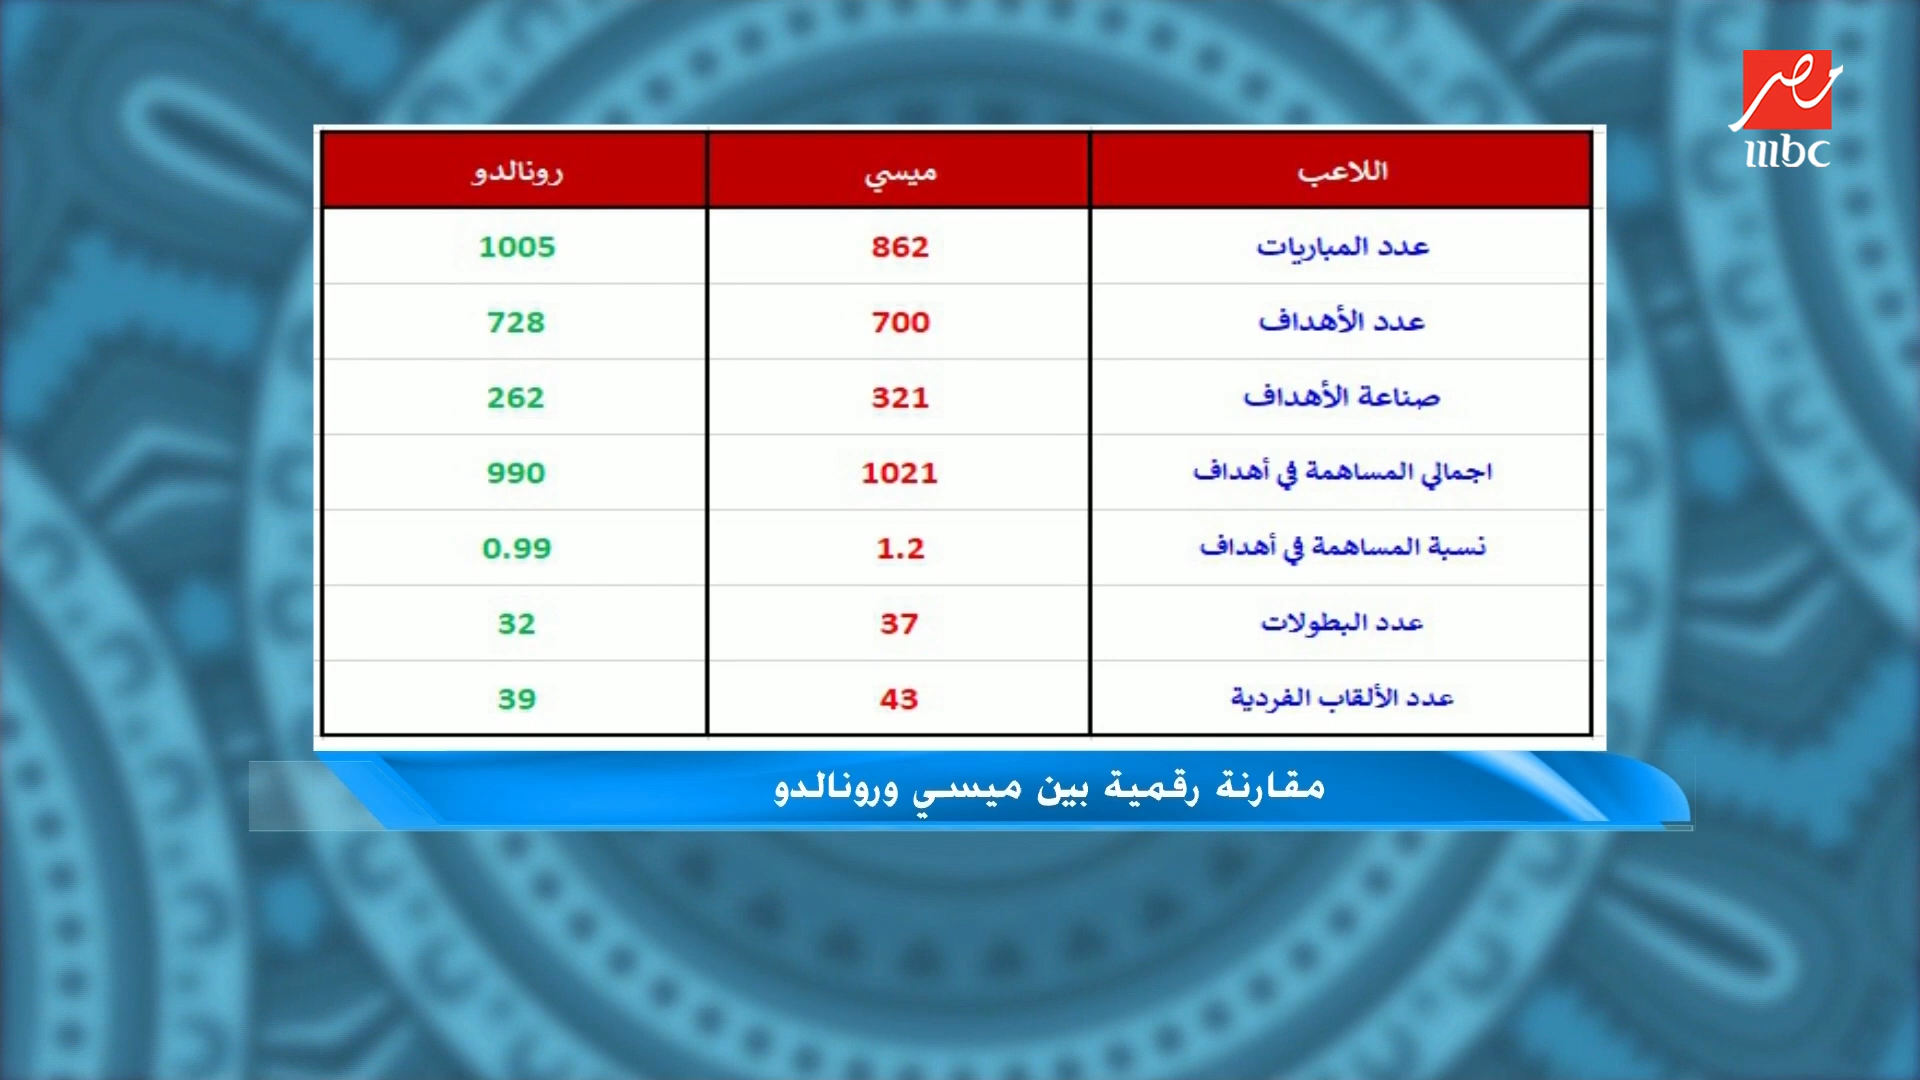 مصر
mbc
اللاعب ميسي رونالدو
عدد المباريات 862 1005
عدد الأهداف 700 728
صناعة الأهداف 321 262
اجمالي المساهمة في أهداف 1021 990
نسبة المساهمة في أهداف 1.2 0.99
عدد البطولات 37 32
عدد الألقاب الفردية 43 39
مقارنة رقمية بين ميسي ورونالدو